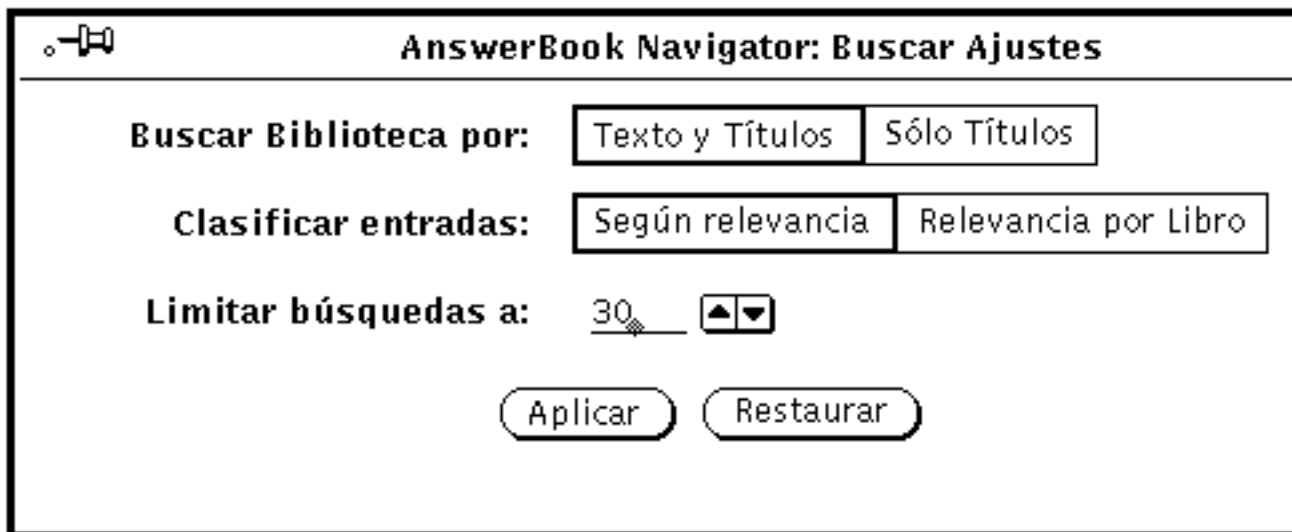 AnswerBook Navigator: Buscar Ajustes
Buscar Biblioteca por: Texto y Títulos Sólo Títulos
Clasificar entradas: Según relevancia Relevancia por Libro
Limitar búsquedas a: 30
Aplicar Restaurar